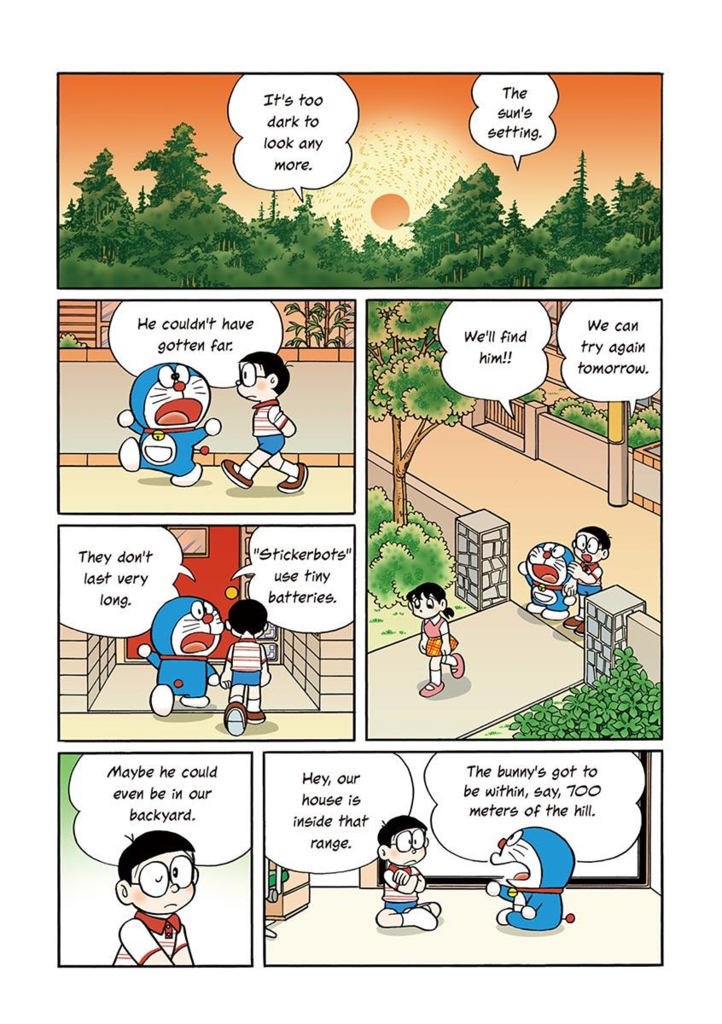 The
sun's
setting.
It's too
dark to
look any
more.
We can
try again
tomorrow.
We'll find
him!!
He couldn't have
gotten far.
"Stickerbots"
use tiny
batteries.
They don't
last very
long.
The bunny's got to
be within, say, 700
meters of the hill.
Hey, our
house is
inside that
range.
Maybe he could
even be in our
backyard.